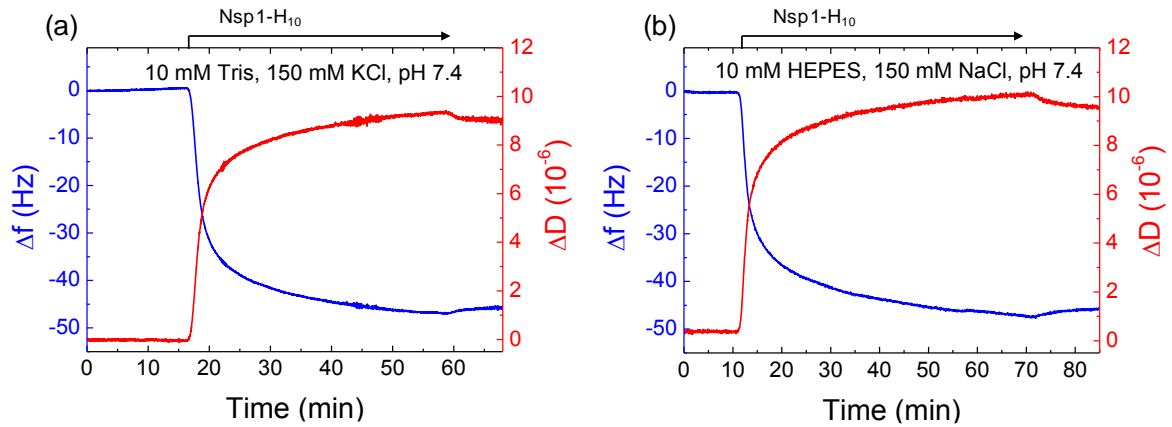 (a)
Nsp1-H₁₀
10 mM Tris, 150 mM KCl, pH 7.4
Δf (Hz)
0
-10
-20
-30
-40
-50
ΔD (10⁻⁶)
12
10
8
6
4
2
0
0 10 20 30 40 50 60
Time (min)
(b)
Nsp1-H₁₀
10 mM HEPES, 150 mM NaCl, pH 7.4
Δf (Hz)
0
-10
-20
-30
-40
-50
ΔD (10⁻⁶)
12
10
8
6
4
2
0
0 10 20 30 40 50 60 70 80
Time (min)